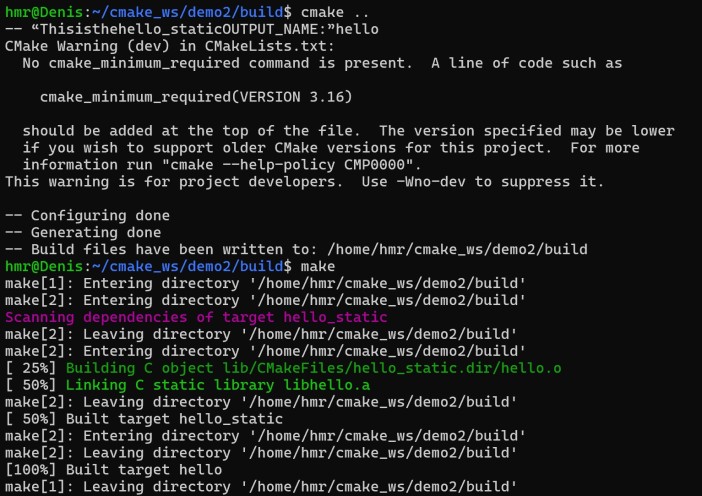 hmr@Denis:~/cmake_ws/demo2/build$ cmake ..
-- “Thisisthehello_staticOUTPUT_NAME:”hello
CMake Warning (dev) in CMakeLists.txt:
  No cmake_minimum_required command is present.  A line of code such as

    cmake_minimum_required(VERSION 3.16)

  should be added at the top of the file.  The version specified may be lower
  if you wish to support older CMake versions for this project.  For more
  information run "cmake --help-policy CMP0000".
This warning is for project developers.  Use -Wno-dev to suppress it.

-- Configuring done
-- Generating done
-- Build files have been written to: /home/hmr/cmake_ws/demo2/build
hmr@Denis:~/cmake_ws/demo2/build$ make
make[1]: Entering directory '/home/hmr/cmake_ws/demo2/build'
make[2]: Entering directory '/home/hmr/cmake_ws/demo2/build'
Scanning dependencies of target hello_static
make[2]: Leaving directory '/home/hmr/cmake_ws/demo2/build'
make[2]: Entering directory '/home/hmr/cmake_ws/demo2/build'
[ 25%] Building C object lib/CMakeFiles/hello_static.dir/hello.o
[ 50%] Linking C static library libhello.a
make[2]: Leaving directory '/home/hmr/cmake_ws/demo2/build'
[ 50%] Built target hello_static
make[2]: Entering directory '/home/hmr/cmake_ws/demo2/build'
make[2]: Leaving directory '/home/hmr/cmake_ws/demo2/build'
[100%] Built target hello
make[1]: Leaving directory '/home/hmr/cmake_ws/demo2/build'